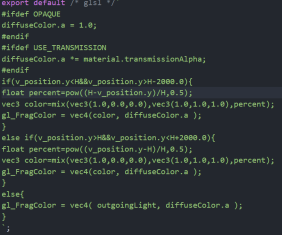 export default /* glsl */`
#ifdef OPAQUE
diffuseColor.a = 1.0;
#endif
#ifdef USE_TRANSMISSION
diffuseColor.a *= material.transmissionAlpha;
#endif
if(v_position.y<H&&v_position.y>H-2000.0){
float percent=pow((H-v_position.y)/H,0.5);
vec3 color=mix(vec3(1.0,0.0,0.0),vec3(1.0,1.0,1.0),percent);
gl_FragColor = vec4(color, diffuseColor.a );
}
else if(v_position.y>H&&v_position.y<H+2000.0){
float percent=pow((v_position.y-H)/H,0.5);
vec3 color=mix(vec3(1.0,0.0,0.0),vec3(1.0,1.0,1.0),percent);
gl_FragColor = vec4(color, diffuseColor.a );
}
else{
gl_FragColor = vec4( outgoingLight, diffuseColor.a );
}
`;